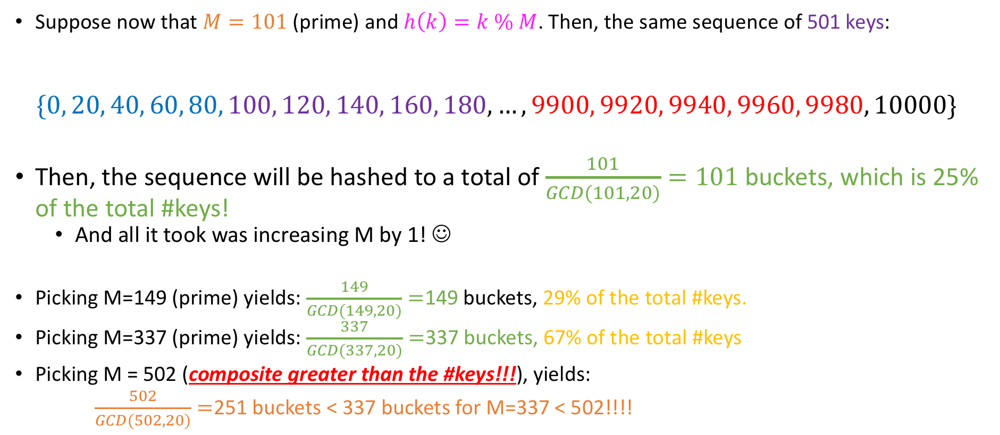 • Suppose now that M = 101 (prime) and h(k) = k % M. Then, the same sequence of 501 keys:
{0, 20, 40, 60, 80, 100, 120, 140, 160, 180, … , 9900, 9920, 9940, 9960, 9980, 10000}
• Then, the sequence will be hashed to a total of 101/GCD(101,20) = 101 buckets, which is 25%
of the total #keys!
• And all it took was increasing M by 1! ☺
• Picking M=149 (prime) yields: 149/GCD(149,20) =149 buckets, 29% of the total #keys.
• Picking M=337 (prime) yields: 337/GCD(337,20) =337 buckets, 67% of the total #keys
• Picking M = 502 (composite greater than the #keys!!!), yields:
502/GCD(502,20) =251 buckets < 337 buckets for M=337 < 502!!!!